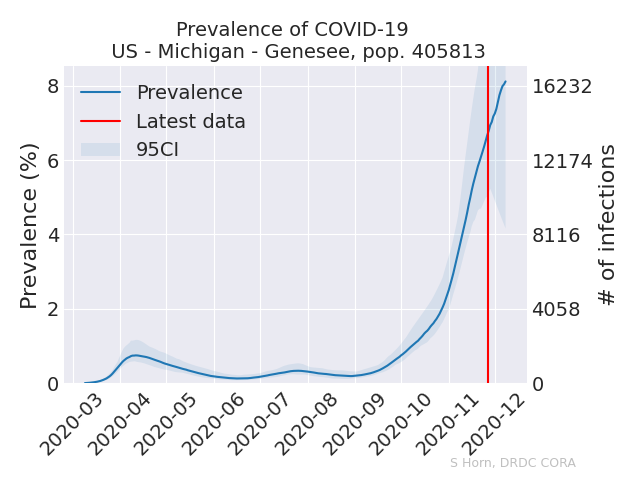 Prevalence of COVID-19
US - Michigan - Genesee, pop. 405813
Prevalence
Latest data
95CI
Prevalence (%)
8
6
4
2
0
16232
12174
8116
4058
0
# of infections
2020-03
2020-04
2020-05
2020-06
2020-07
2020-08
2020-09
2020-10
2020-11
2020-12
S Horn, DRDC CORA